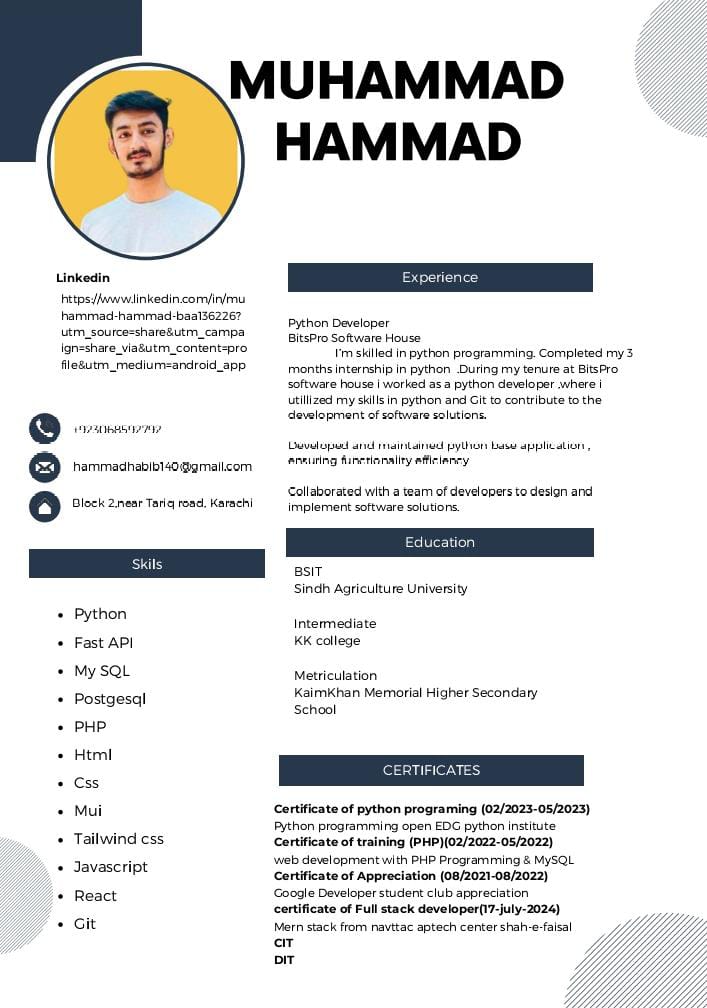 MUHAMMAD
HAMMAD
Linkedin
https://www.linkedin.com/in/mu
hammad-hammad-baa136226?
utm_source=share&utm_campa
ign=share_via&utm_content=pro
file&utm_medium=android_app
+923068592792
hammadhabib140@gmail.com
Block 2,near Tariq road, Karachi
Skils
• Python
• Fast API
• My SQL
• Postgesql
• PHP
• Html
• Css
• Mui
• Tailwind css
• Javascript
• React
• Git
Experience
Python Developer
BitsPro Software House
I'm skilled in python programming. Completed my 3
months internship in python .During my tenure at BitsPro
software house i worked as a python developer .where i
utillized my skills in python and Git to contribute to the
development of software solutions.
Developed and maintained python base application ,
ensuring functionality efficiency
Collaborated with a team of developers to design and
implement software solutions.
Education
BSIT
Sindh Agriculture University
Intermediate
KK college
Metriculation
KaimKhan Memorial Higher Secondary
School
CERTIFICATES
Certificate of python programing (02/2023-05/2023)
Python programming open EDG python institute
Certificate of training (PHP)(02/2022-05/2022)
web development with PHP Programming & MySQL
Certificate of Appreciation (08/2021-08/2022)
Google Developer student club appreciation
certificate of Full stack developer(17-july-2024)
Mern stack from navttac aptech center shah-e-faisal
CIT
DIT